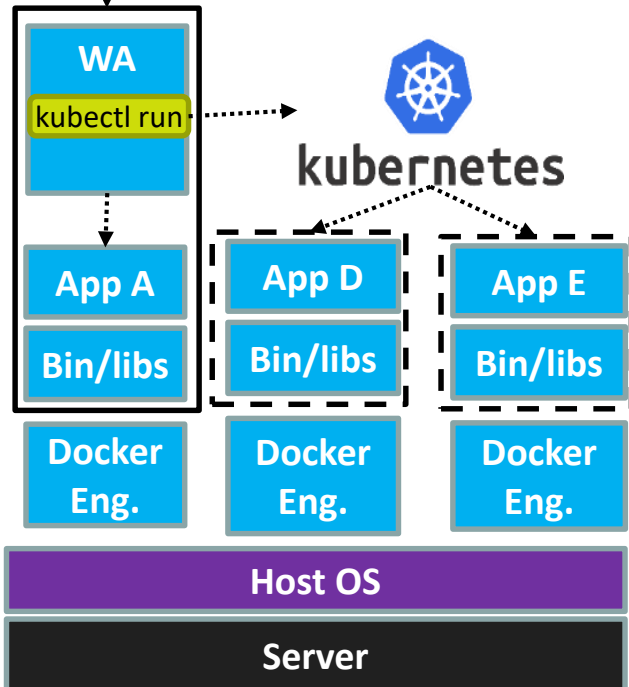 WA
kubectl run
kubernetes
App A
App D
App E
Bin/libs
Bin/libs
Bin/libs
Docker
Eng.
Docker
Eng.
Docker
Eng.
Host OS
Server